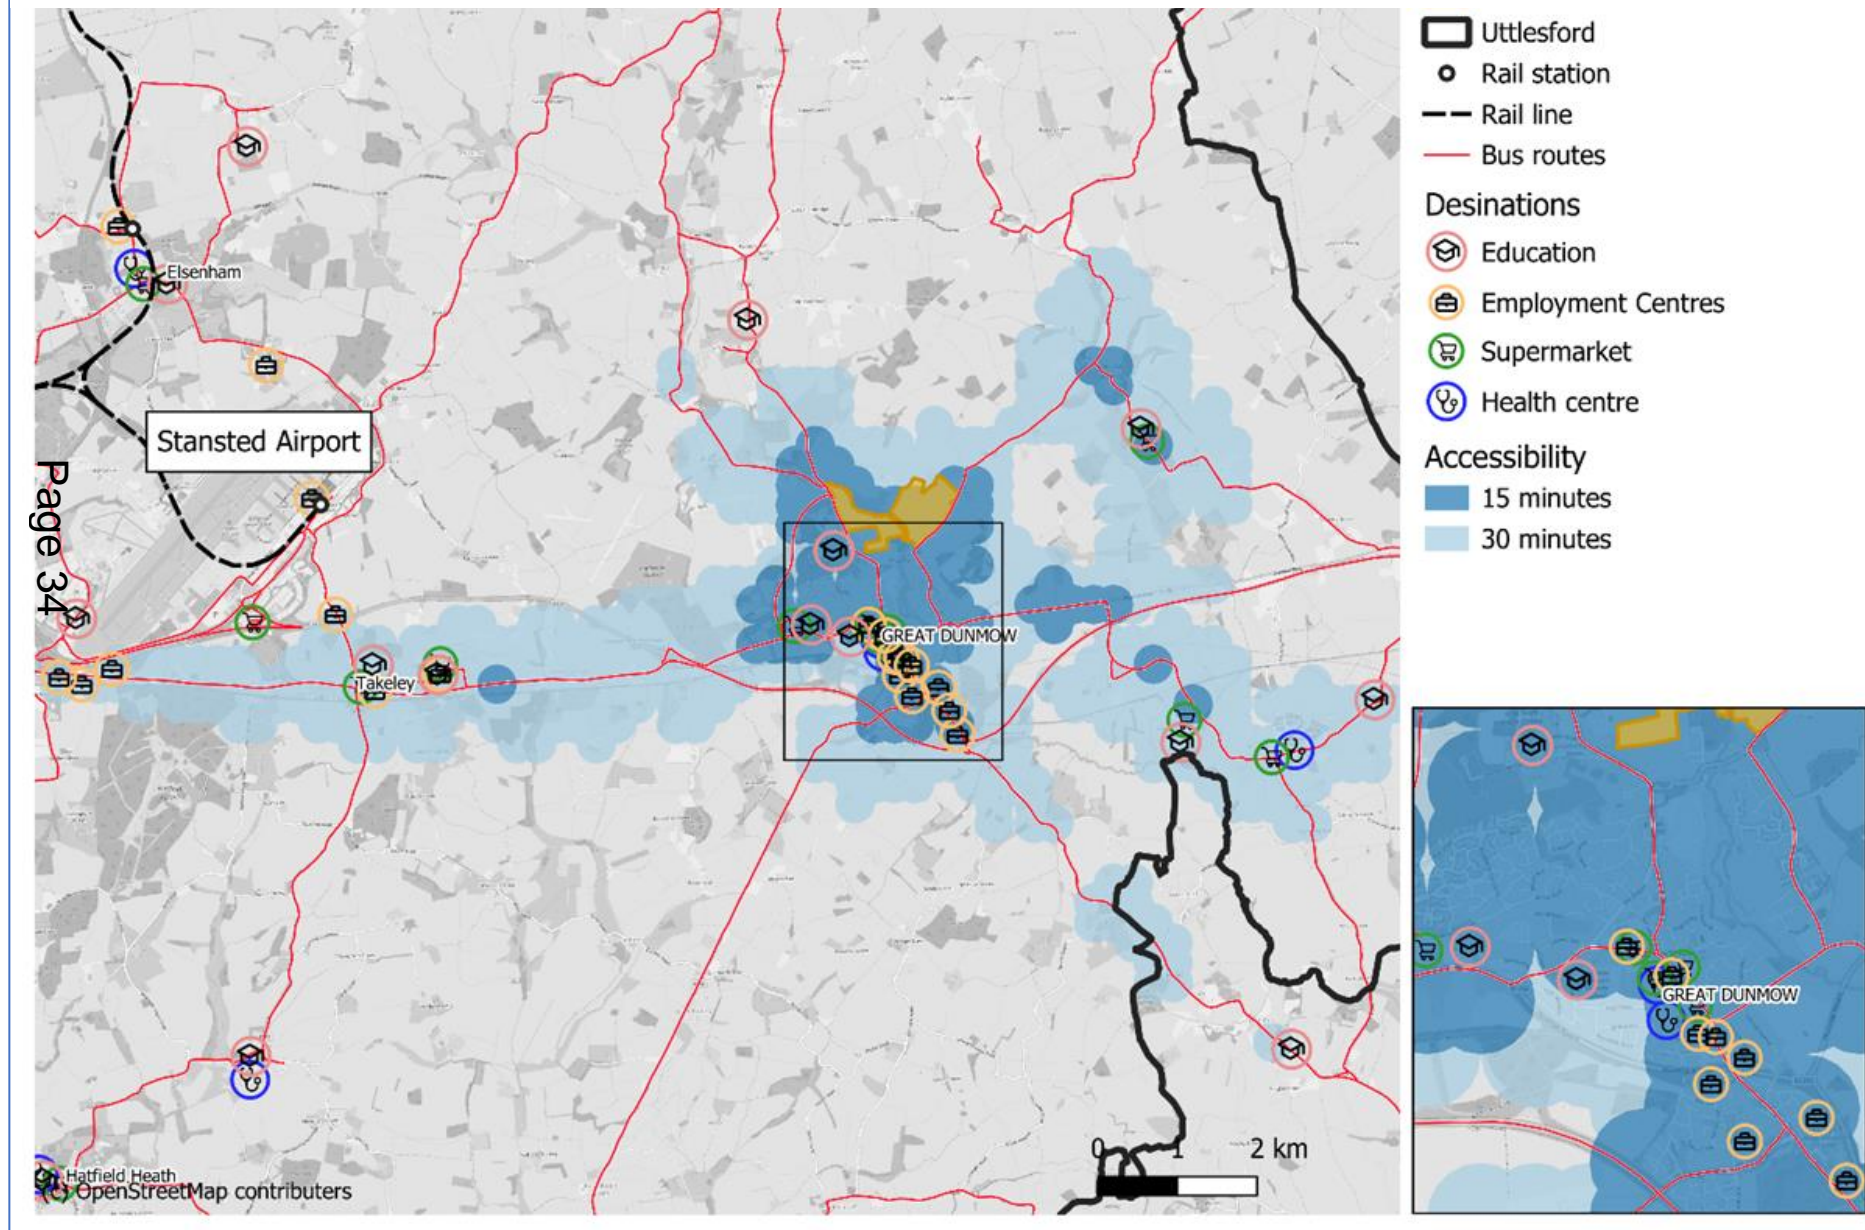 Uttlesford
Rail station
Rail line
Bus routes
Desinations
Education
Employment Centres
Supermarket
Health centre
Accessibility
15 minutes
30 minutes
Elsenham
Stansted Airport
Page 34
GREAT DUNMOW
Takeley
GREAT DUNMOW
0 1 2 km
Hatfield Heath
(c) OpenStreetMap contributers